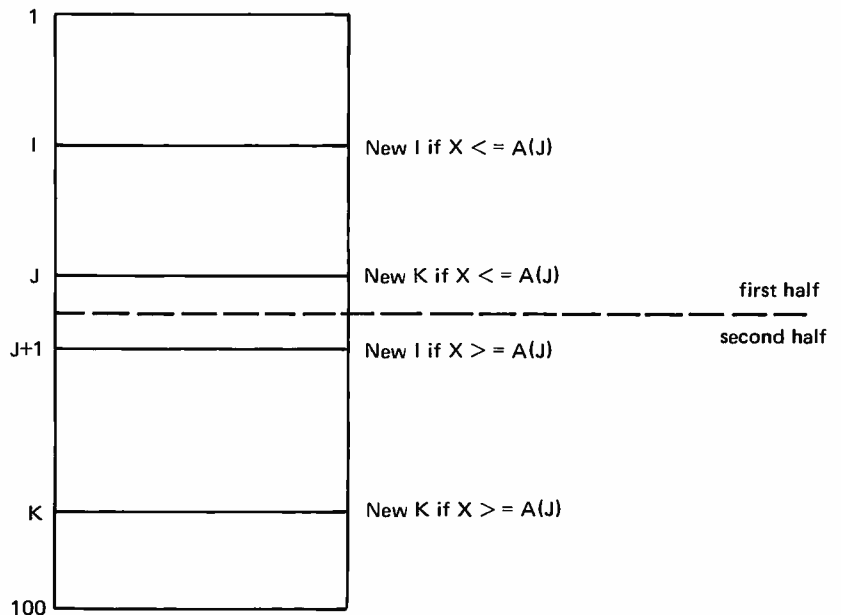 1
I New I if X < = A(J)
J New K if X < = A(J)
first half
second half
J+1 New I if X > = A(J)
K New K if X > = A(J)
100